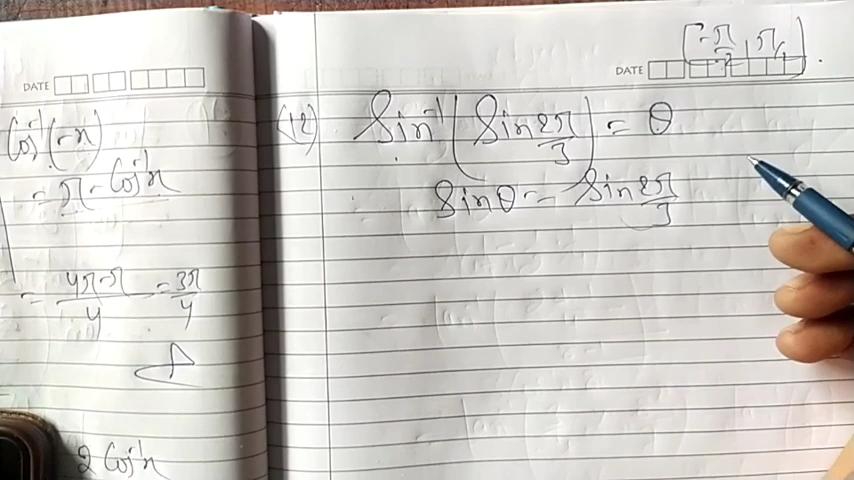 DATE
Cos⁻¹(-x)
= π - Cos⁻¹x
= 4π-π/4 = 3π/4
2 Cos⁻¹x
[-π/2, π/2]
DATE
(12) Sin⁻¹(Sin 2π/3) = θ
Sinθ = Sin 2π/3